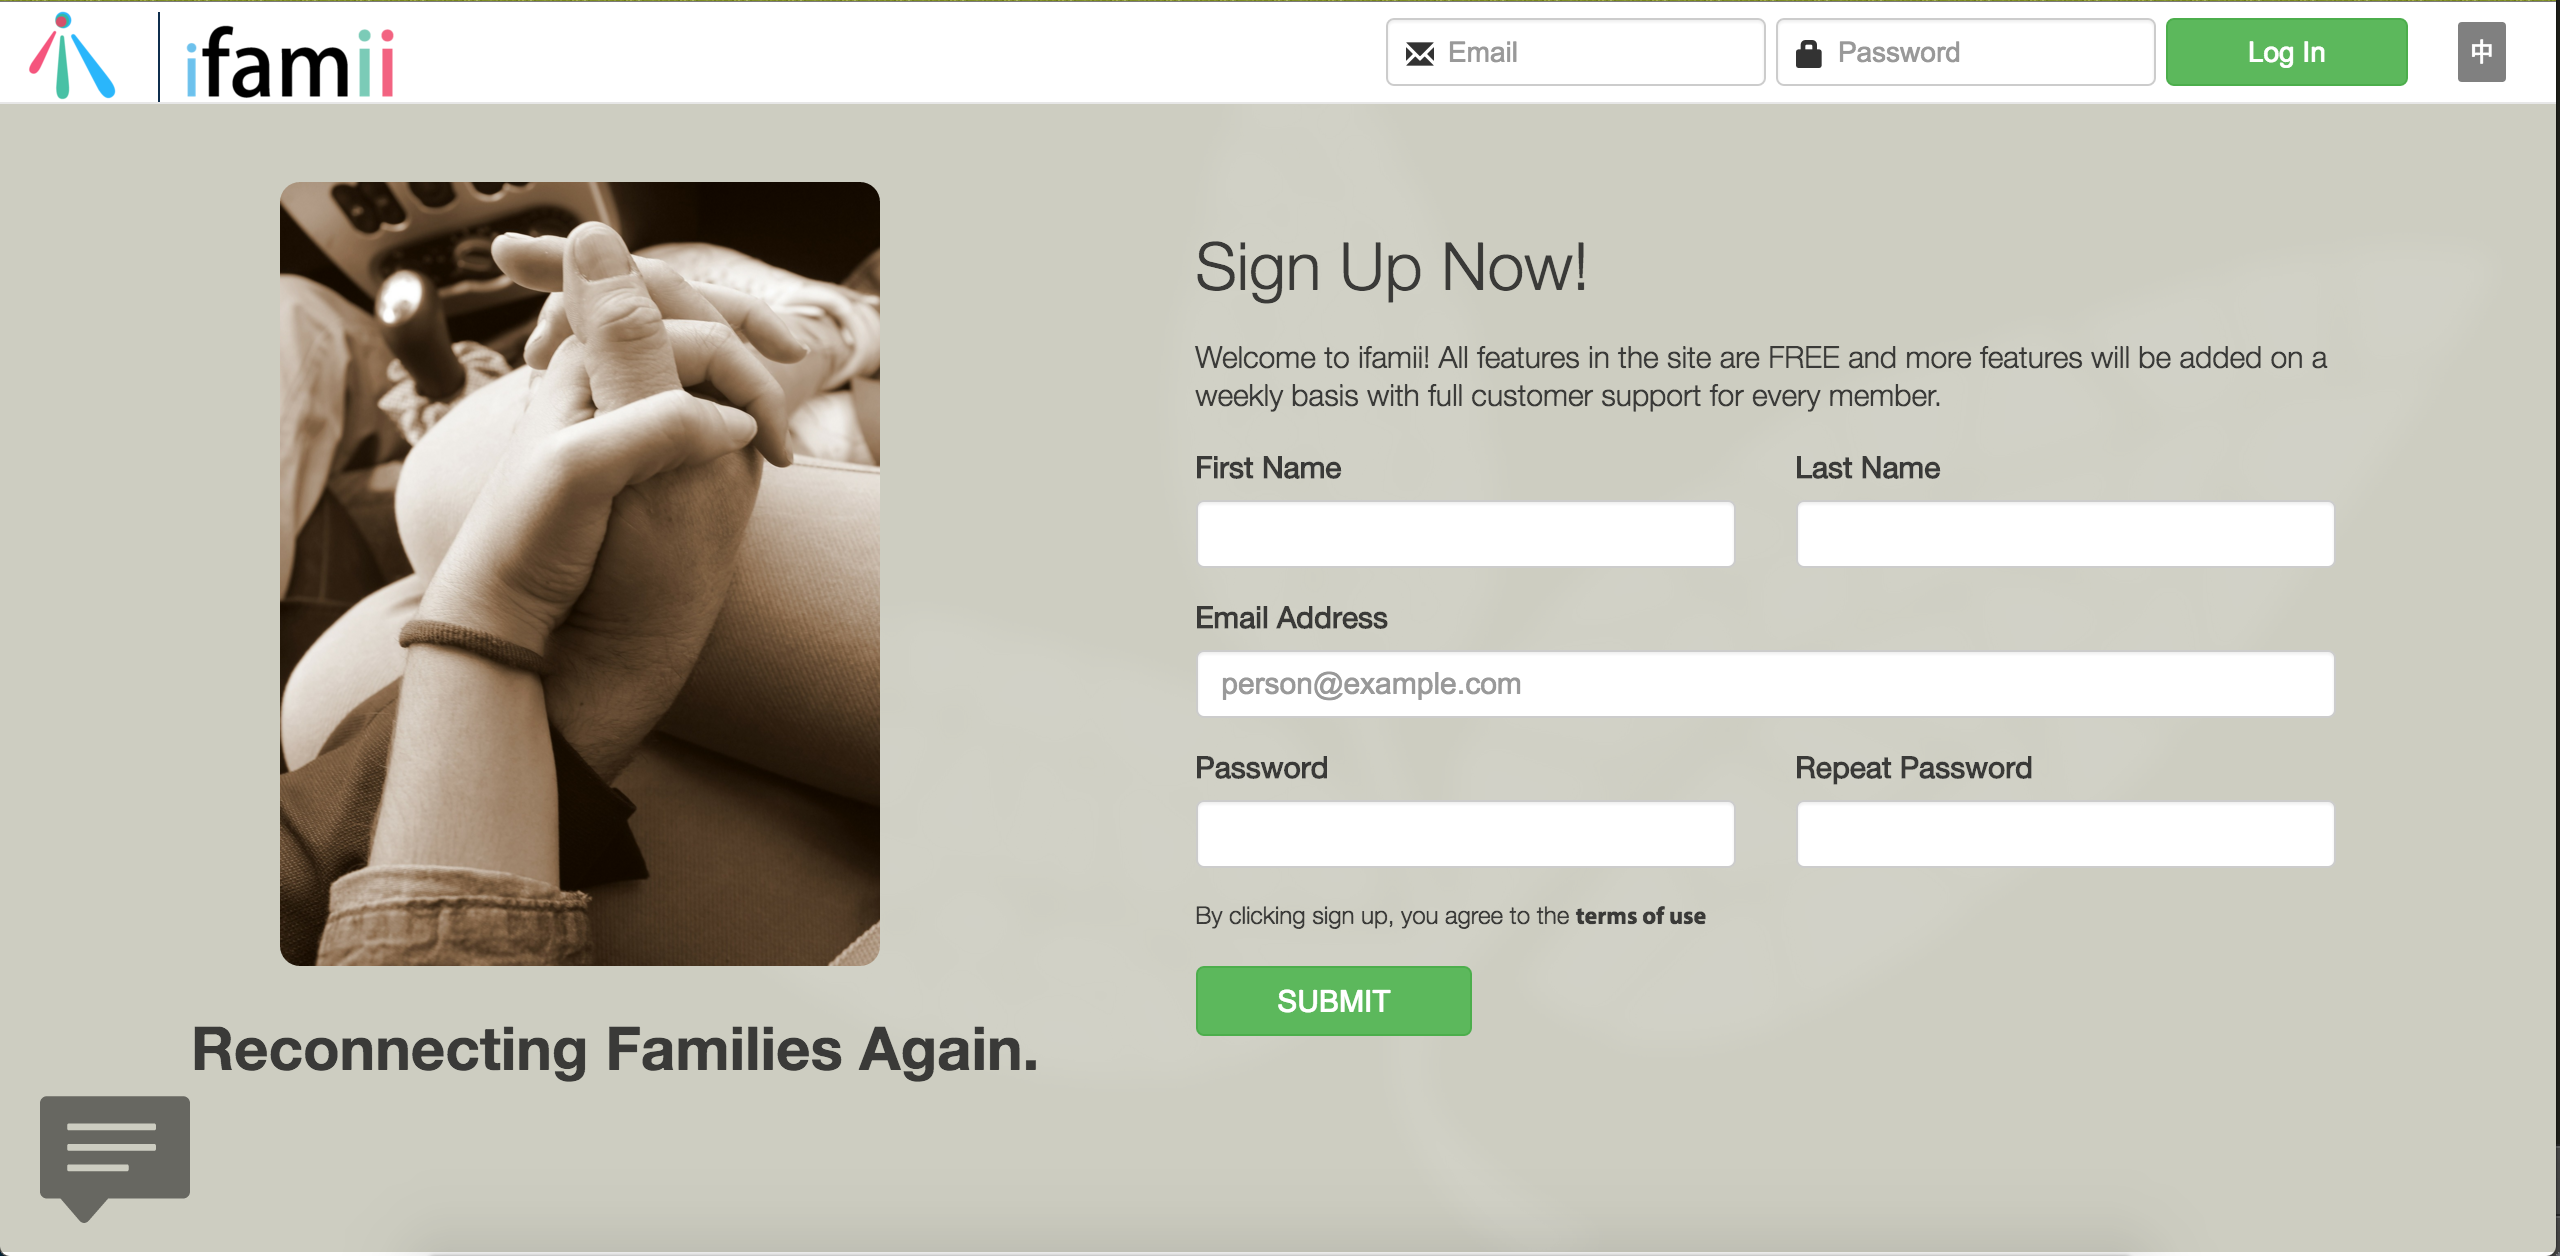 ifamii
Email
Password
Log In
中
Sign Up Now!
Welcome to ifamii! All features in the site are FREE and more features will be added on a
weekly basis with full customer support for every member.
First Name
Last Name
Email Address
person@example.com
Password
Repeat Password
By clicking sign up, you agree to the terms of use
SUBMIT
Reconnecting Families Again.